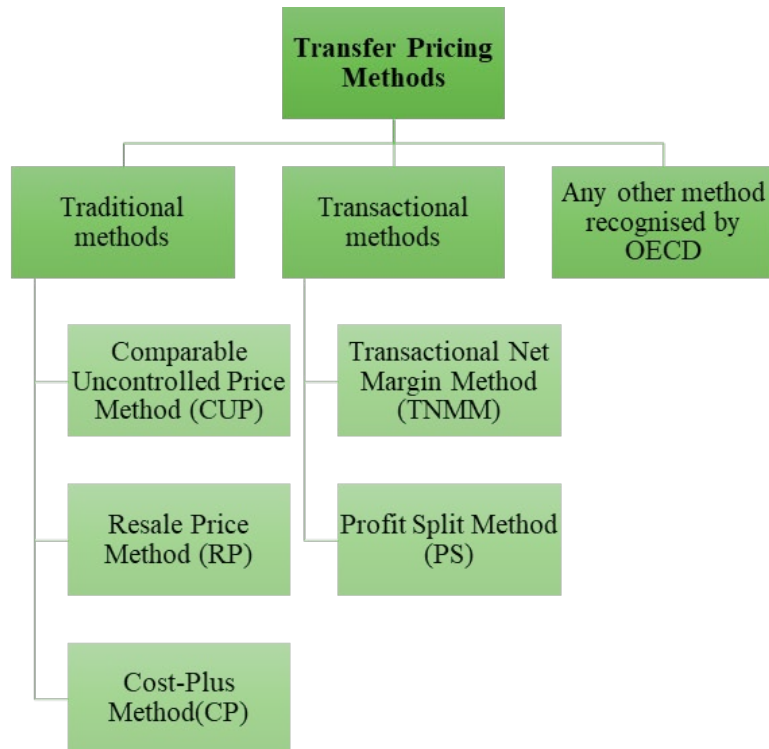 Transfer Pricing
Methods
Traditional
methods
Transactional
methods
Any other method
recognised by
OECD
Comparable
Uncontrolled Price
Method (CUP)
Transactional Net
Margin Method
(TNMM)
Resale Price
Method (RP)
Profit Split Method
(PS)
Cost-Plus
Method(CP)